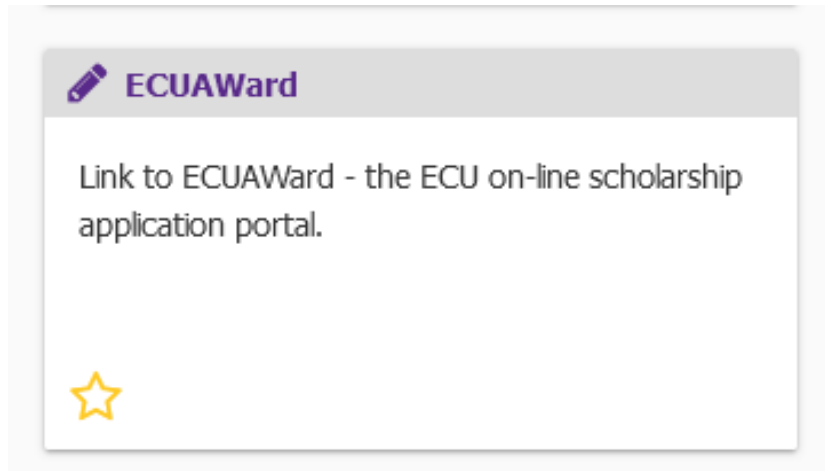 ECUAWard
Link to ECUAWard - the ECU on-line scholarship
application portal.